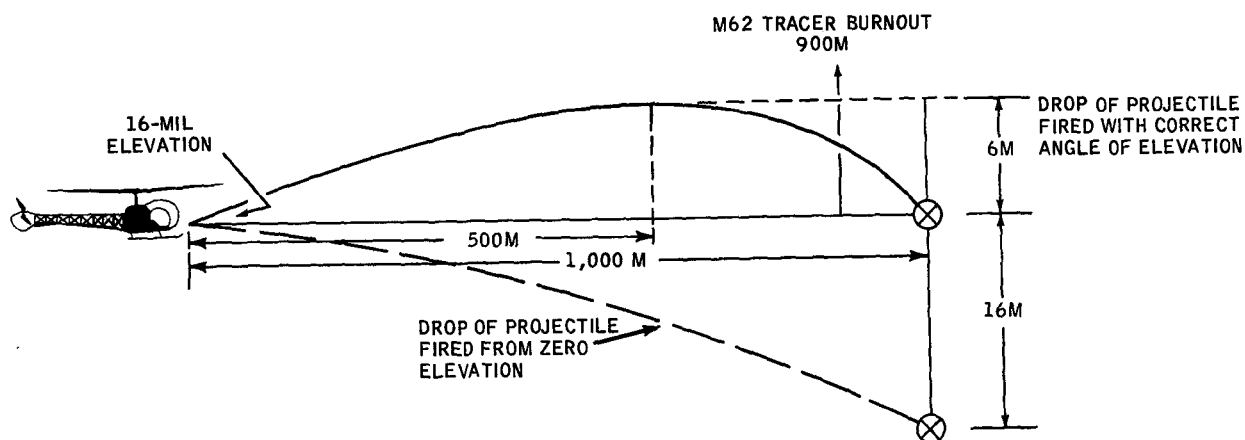 M62 TRACER BURNOUT
900M
16-MIL
ELEVATION
DROP OF PROJECTILE
FIRED WITH CORRECT
ANGLE OF ELEVATION
6M
500M
1,000 M
16M
DROP OF PROJECTILE
FIRED FROM ZERO
ELEVATION